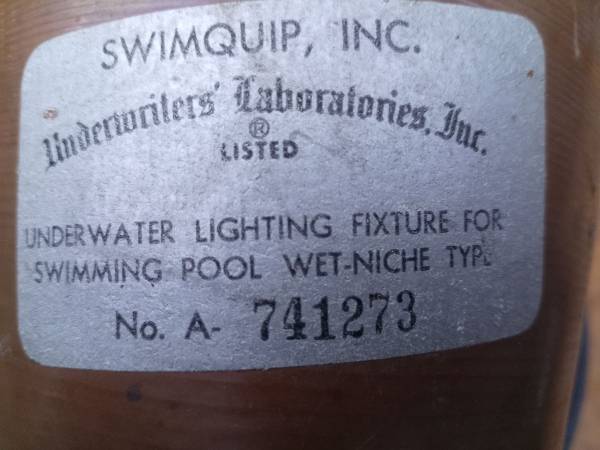 SWIMQUIP, INC.
Underwriters' Laboratories, Inc.
®
LISTED
UNDERWATER LIGHTING FIXTURE FOR
SWIMMING POOL WET-NICHE TYPE
No. A- 741273